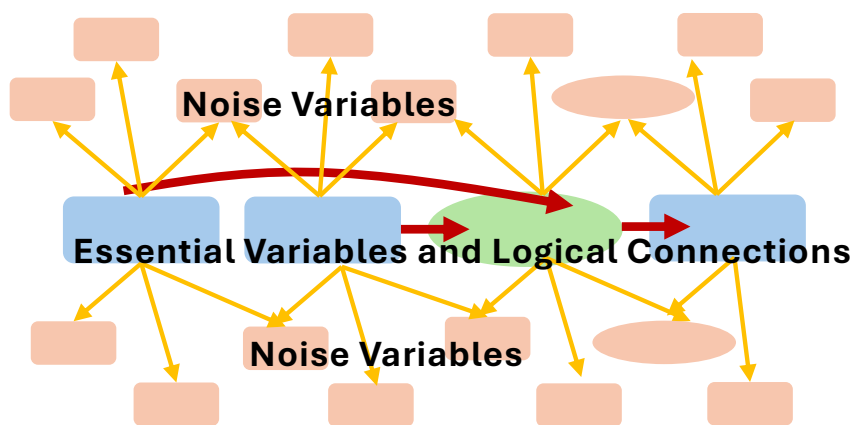 Noise Variables
Essential Variables and Logical Connections
Noise Variables